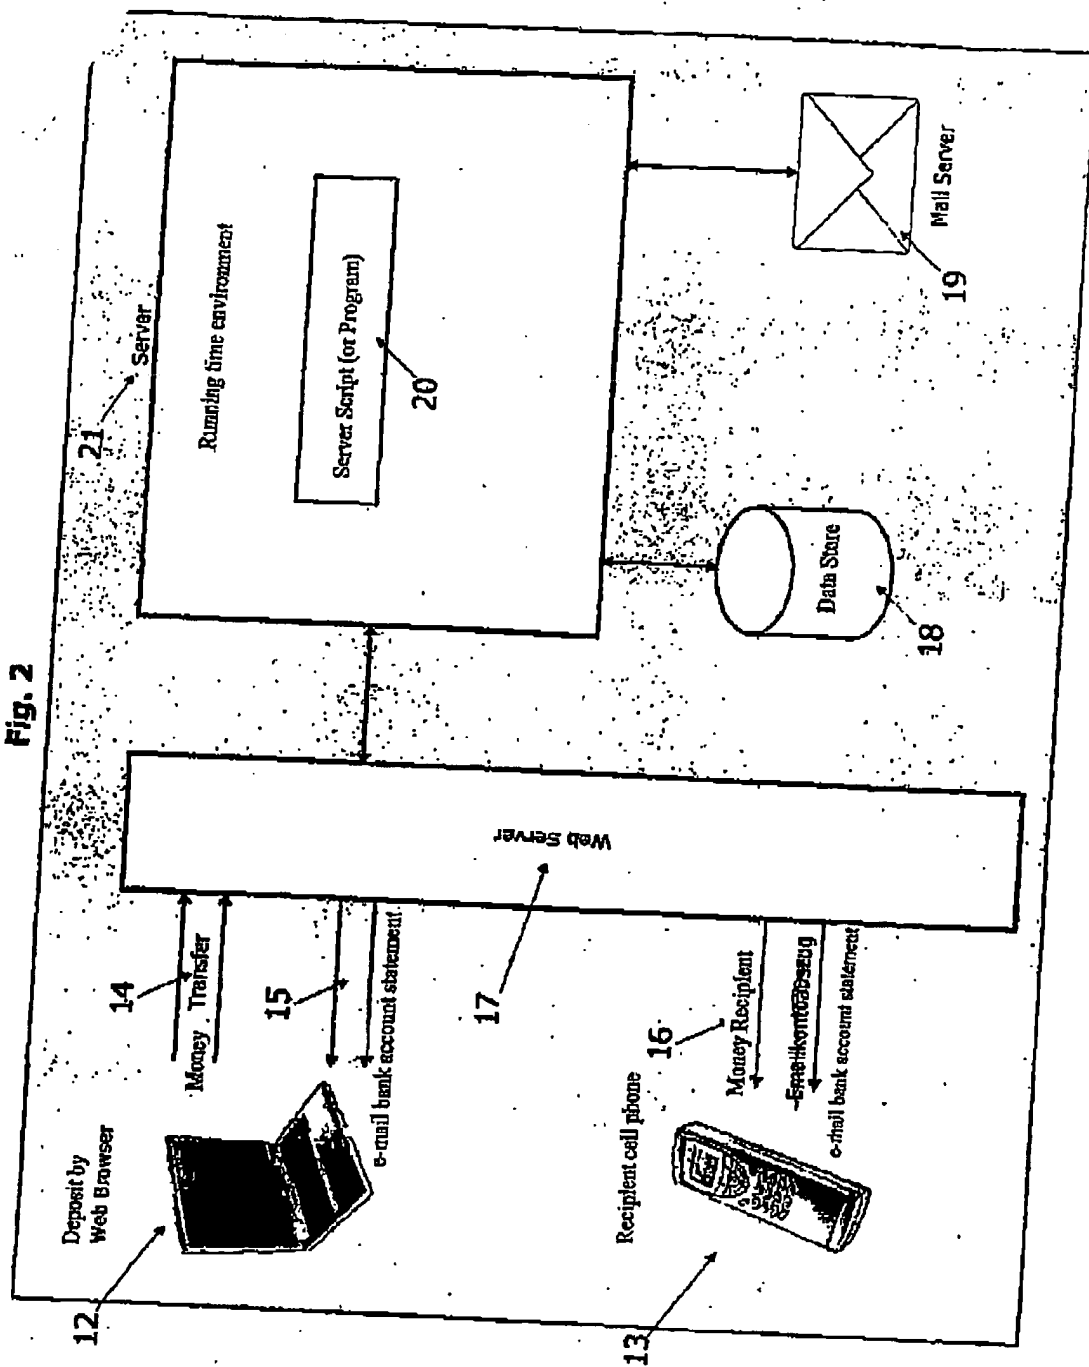 Fig. 2
21
Server
Running time environment
Server Script (or Program)
20
Mail Server
19
Data Store
18
Web Server
17
14
Money Transfer
15
e-mail bank account statement
16
Money Recipient
Emailkontoauszug
e-mail bank account statement
Deposit by
Web Browser
12
Recipient cell phone
13